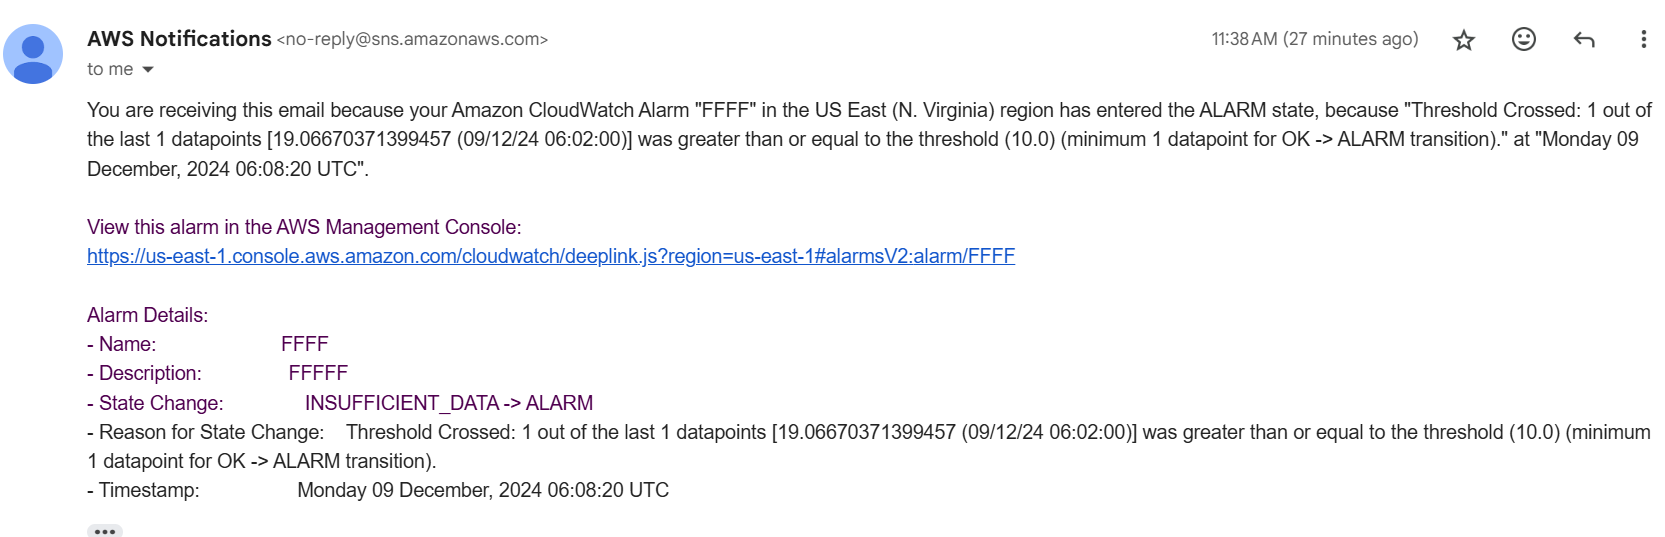 AWS Notifications <no-reply@sns.amazonaws.com> 11:38 AM (27 minutes ago)
to me
You are receiving this email because your Amazon CloudWatch Alarm "FFFF" in the US East (N. Virginia) region has entered the ALARM state, because "Threshold Crossed: 1 out of
the last 1 datapoints [19.06670371399457 (09/12/24 06:02:00)] was greater than or equal to the threshold (10.0) (minimum 1 datapoint for OK -> ALARM transition)." at "Monday 09
December, 2024 06:08:20 UTC".
View this alarm in the AWS Management Console:
https://us-east-1.console.aws.amazon.com/cloudwatch/deeplink.js?region=us-east-1#alarmsV2:alarm/FFFF
Alarm Details:
- Name: FFFF
- Description: FFFFF
- State Change: INSUFFICIENT_DATA -> ALARM
- Reason for State Change: Threshold Crossed: 1 out of the last 1 datapoints [19.06670371399457 (09/12/24 06:02:00)] was greater than or equal to the threshold (10.0) (minimum
1 datapoint for OK -> ALARM transition).
- Timestamp: Monday 09 December, 2024 06:08:20 UTC